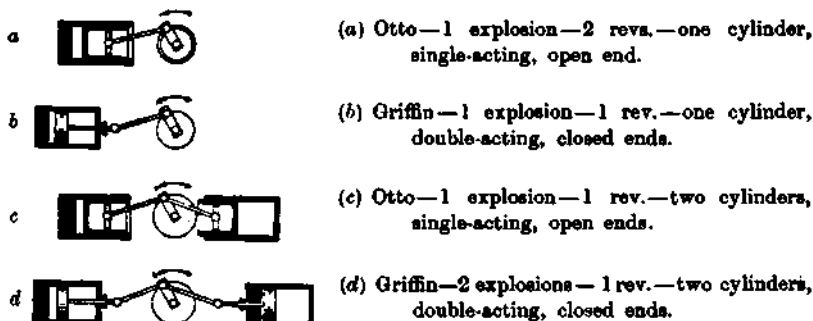 a
(a) Otto—1 explosion—2 revs.—one cylinder,
single-acting, open end.
b
(b) Griffin—1 explosion—1 rev.—one cylinder,
double-acting, closed ends.
c
(c) Otto—1 explosion—1 rev.—two cylinders,
single-acting, open ends.
d
(d) Griffin—2 explosions—1 rev.—two cylinders,
double-acting, closed ends.